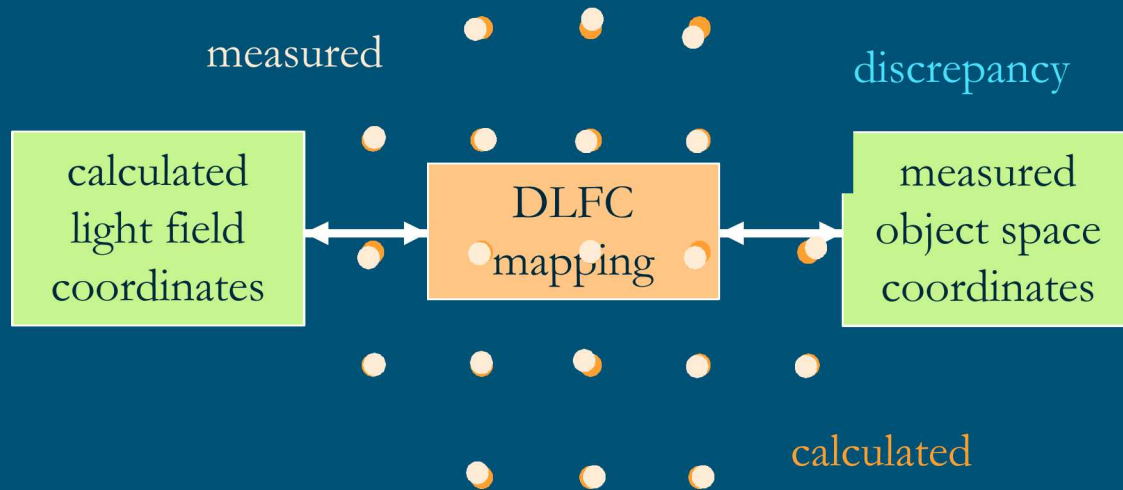 measured
discrepancy
calculated
light field
coordinates
DLFC
mapping
measured
object space
coordinates
calculated